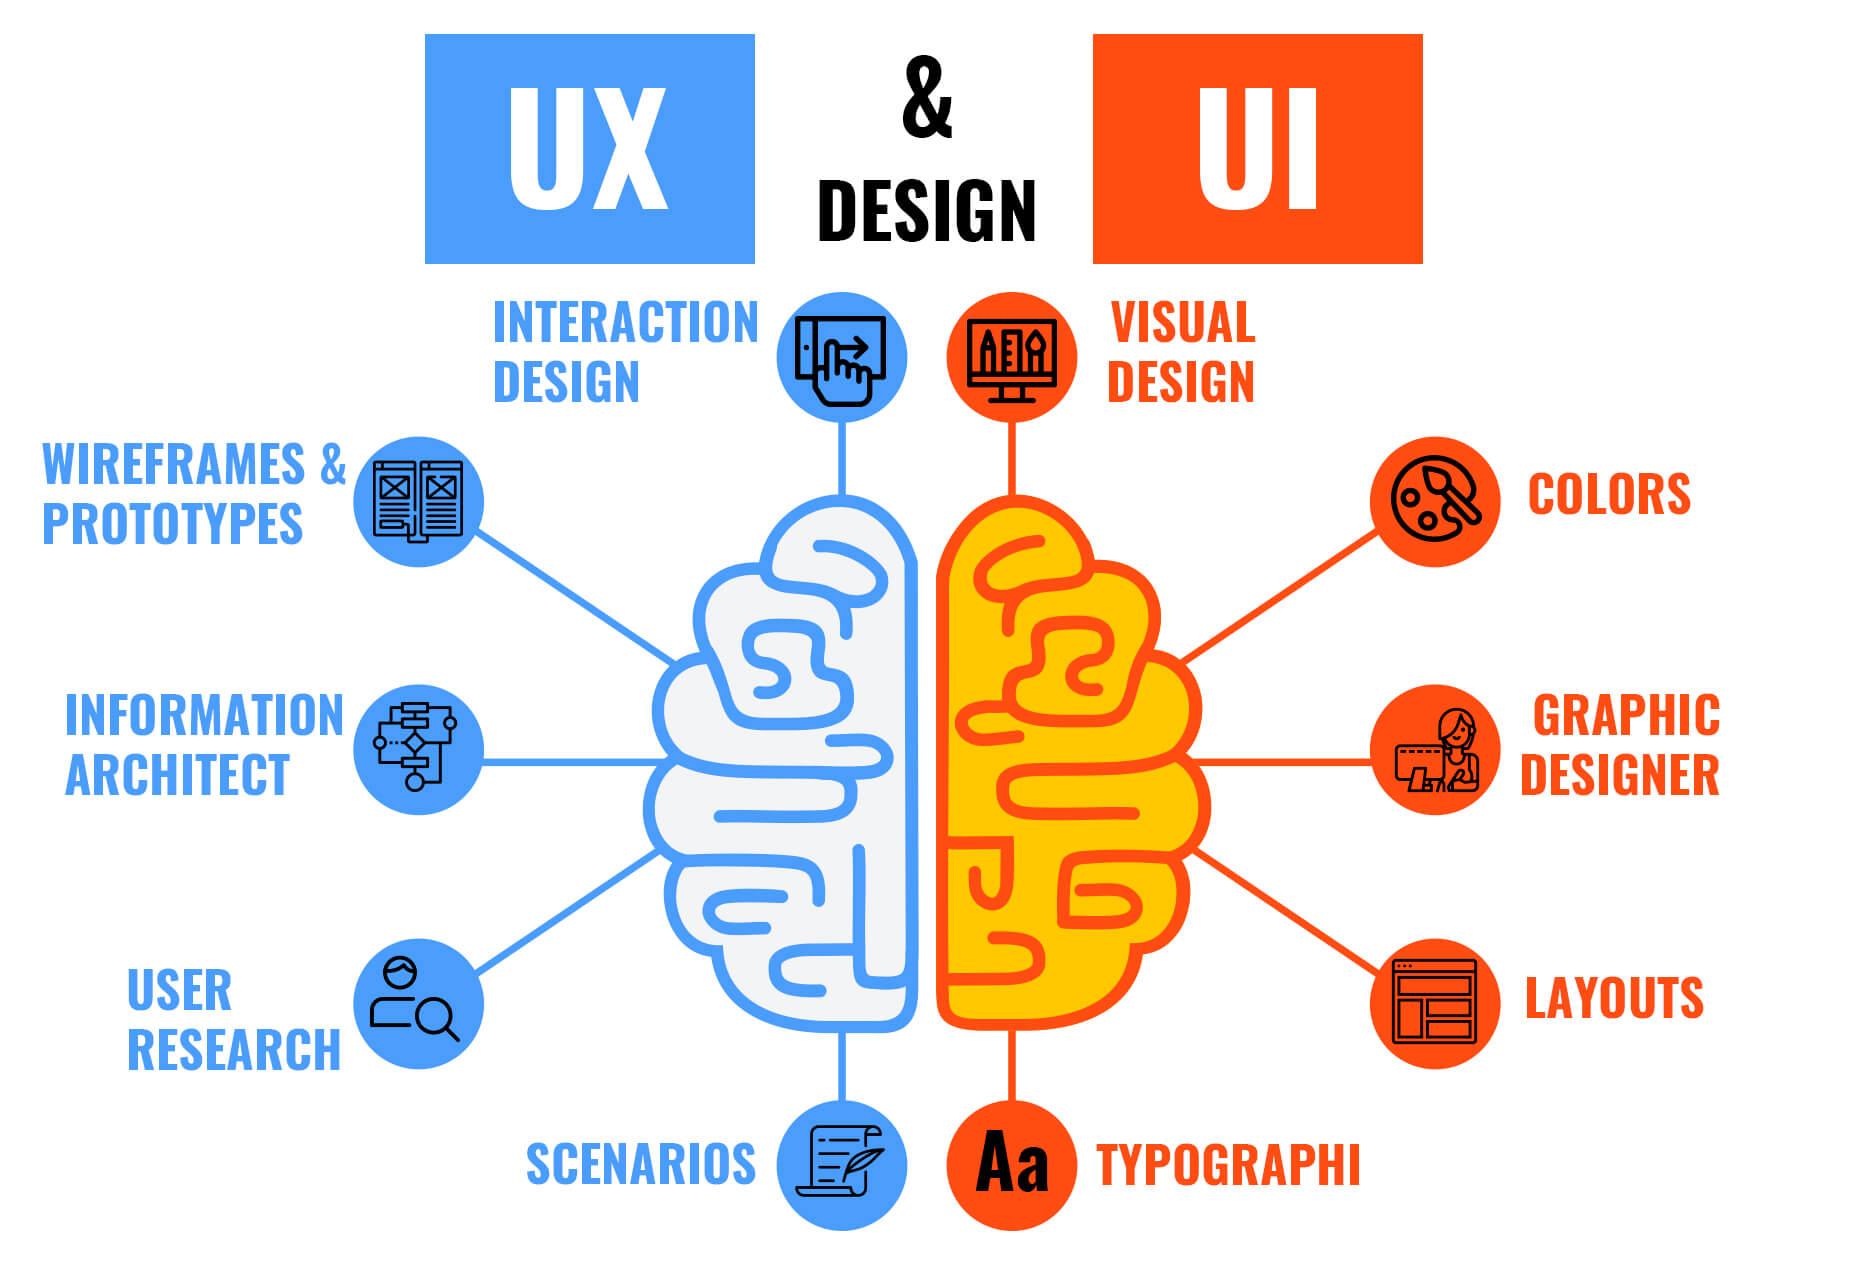 UX
&
DESIGN
UI
INTERACTION
DESIGN
VISUAL
DESIGN
WIREFRAMES &
PROTOTYPES
COLORS
INFORMATION
ARCHITECT
GRAPHIC
DESIGNER
USER
RESEARCH
LAYOUTS
SCENARIOS
Aa
TYPOGRAPHI